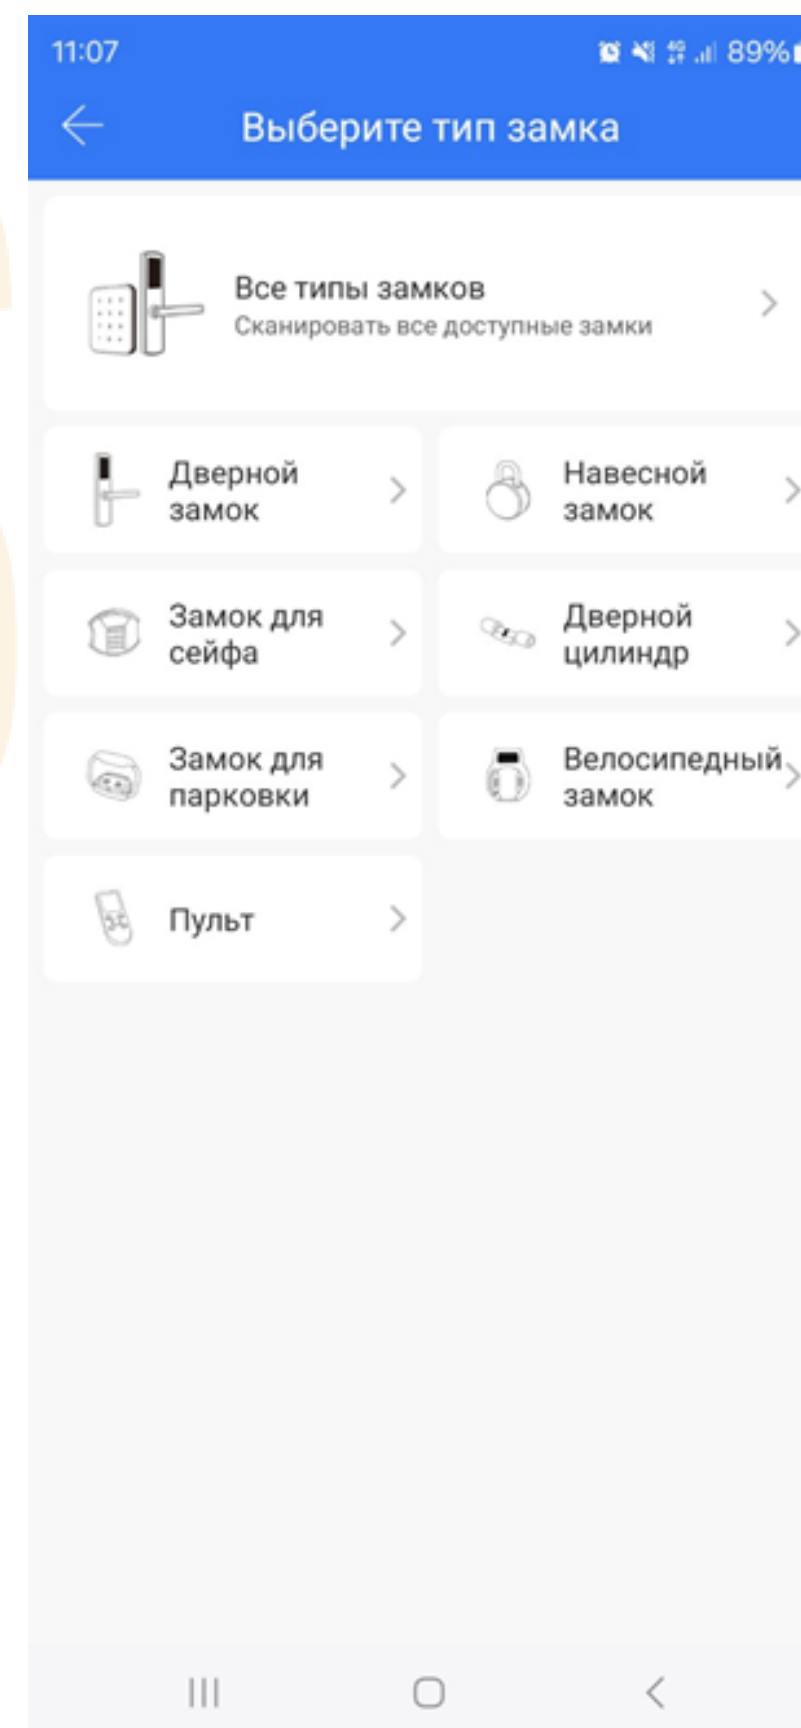 11:07
89%
Выберите тип замка
Все типы замков
Сканировать все доступные замки
Дверной
замок
Навесной
замок
Замок для
сейфа
Дверной
цилиндр
Замок для
парковки
Велосипедный
замок
Пульт